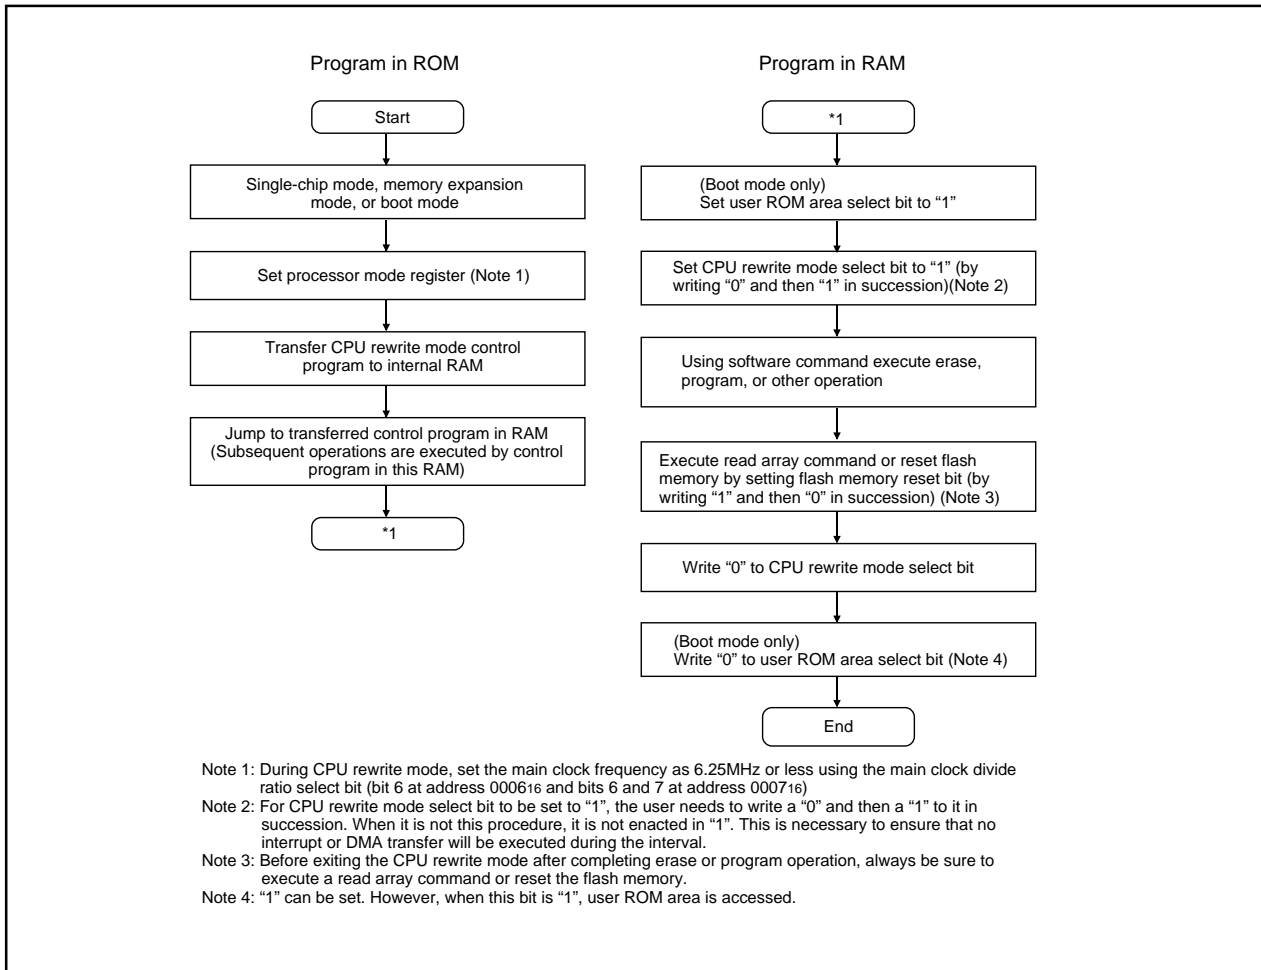 Program in ROM
Start
Single-chip mode, memory expansion
mode, or boot mode
Set processor mode register (Note 1)
Transfer CPU rewrite mode control
program to internal RAM
Jump to transferred control program in RAM
(Subsequent operations are executed by control
program in this RAM)
*1
Program in RAM
*1
(Boot mode only)
Set user ROM area select bit to “1”
Set CPU rewrite mode select bit to “1” (by
writing “0” and then “1” in succession)(Note 2)
Using software command execute erase,
program, or other operation
Execute read array command or reset flash
memory by setting flash memory reset bit (by
writing “1” and then “0” in succession) (Note 3)
Write “0” to CPU rewrite mode select bit
(Boot mode only)
Write “0” to user ROM area select bit (Note 4)
End
Note 1: During CPU rewrite mode, set the main clock frequency as 6.25MHz or less using the main clock divide
ratio select bit (bit 6 at address 000616 and bits 6 and 7 at address 000716)
Note 2: For CPU rewrite mode select bit to be set to “1”, the user needs to write a “0” and then a “1” to it in
succession. When it is not this procedure, it is not enacted in “1”. This is necessary to ensure that no
interrupt or DMA transfer will be executed during the interval.
Note 3: Before exiting the CPU rewrite mode after completing erase or program operation, always be sure to
execute a read array command or reset the flash memory.
Note 4: “1” can be set. However, when this bit is “1”, user ROM area is accessed.